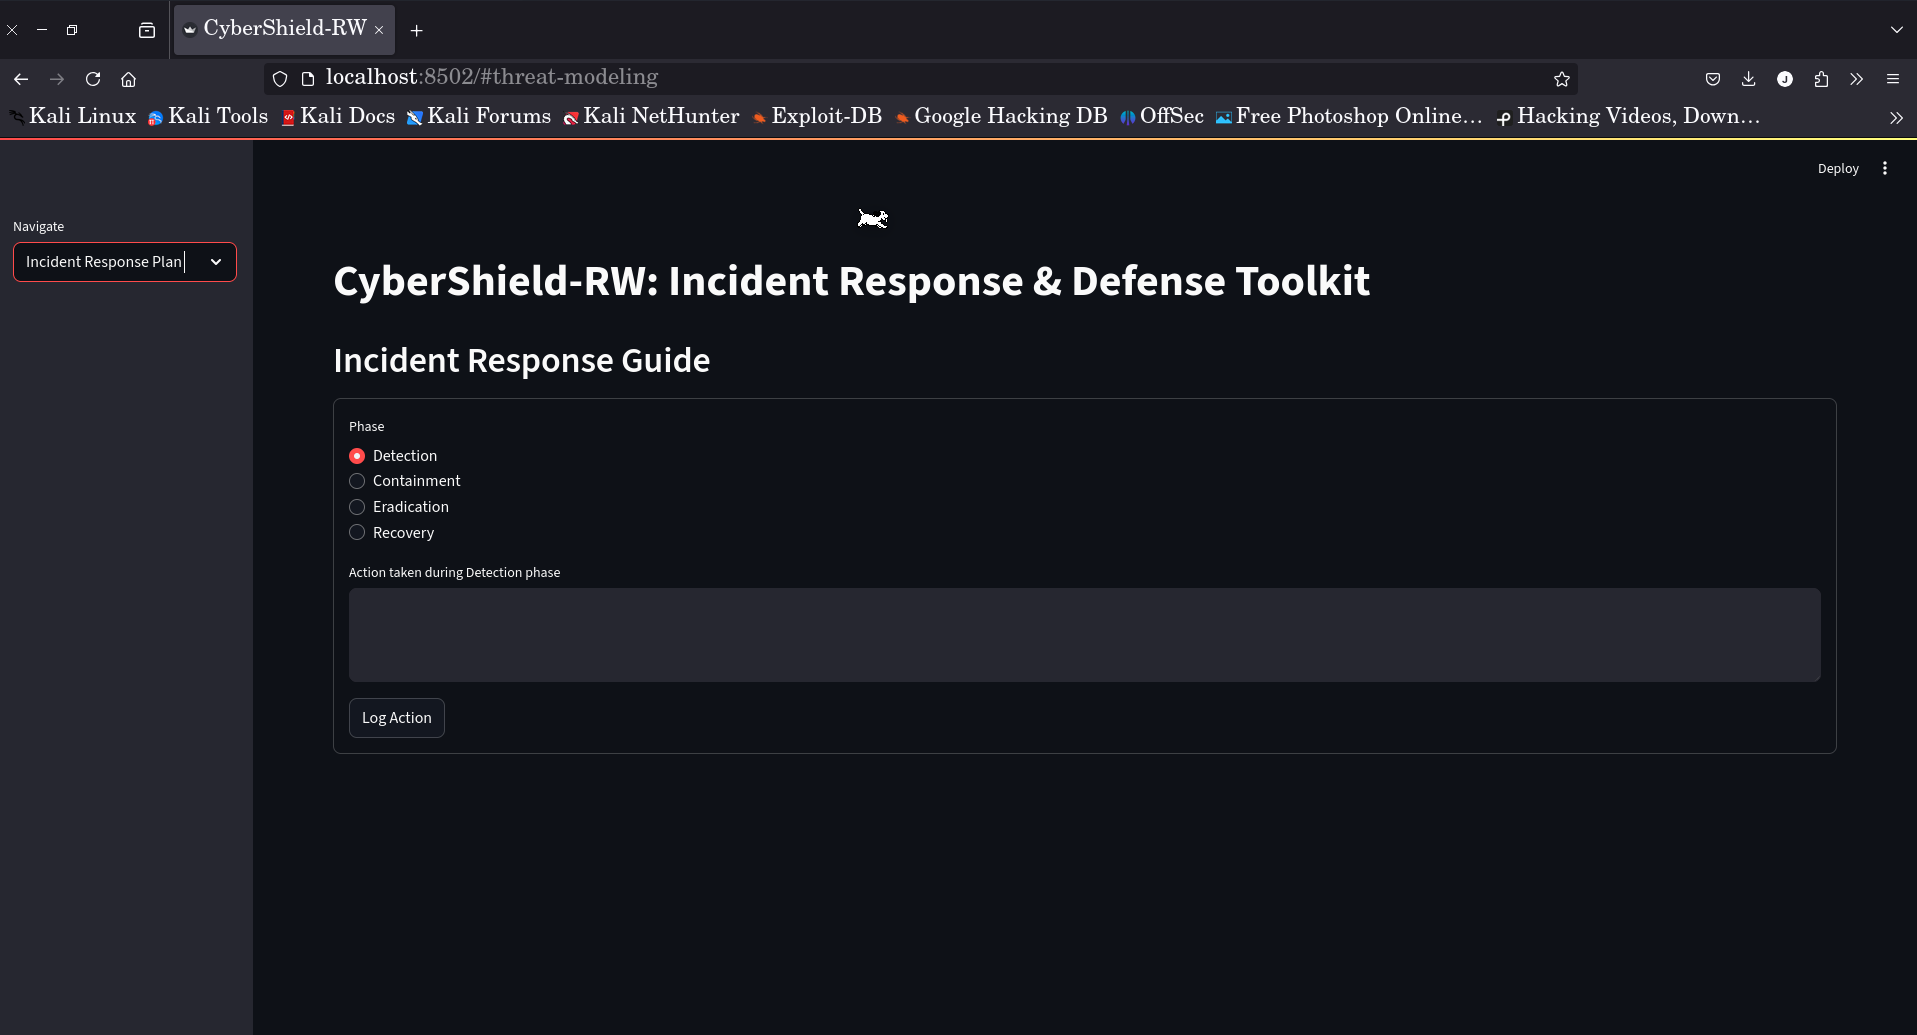 CyberShield-RW
localhost:8502/#threat-modeling
J
Kali Linux Kali Tools Kali Docs Kali Forums Kali NetHunter Exploit-DB Google Hacking DB OffSec Free Photoshop Online... Hacking Videos, Down...
Deploy
Navigate
Incident Response Plan
CyberShield-RW: Incident Response & Defense Toolkit
Incident Response Guide
Phase
Detection
Containment
Eradication
Recovery
Action taken during Detection phase
Log Action